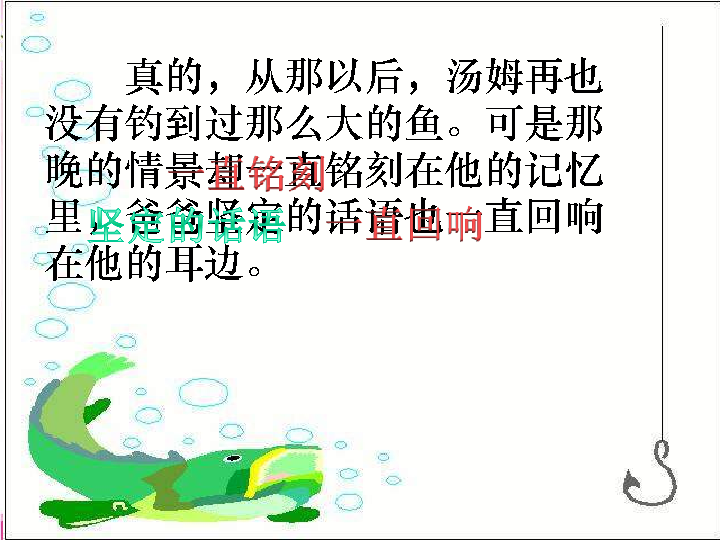 真的，从那以后，汤姆再也
没有钓到过那么大的鱼。可是那
晚的情景却一直铭刻在他的记忆
一直铭刻
里，爸爸坚定的话语也一直回响
坚定的话语 一直回响
在他的耳边。